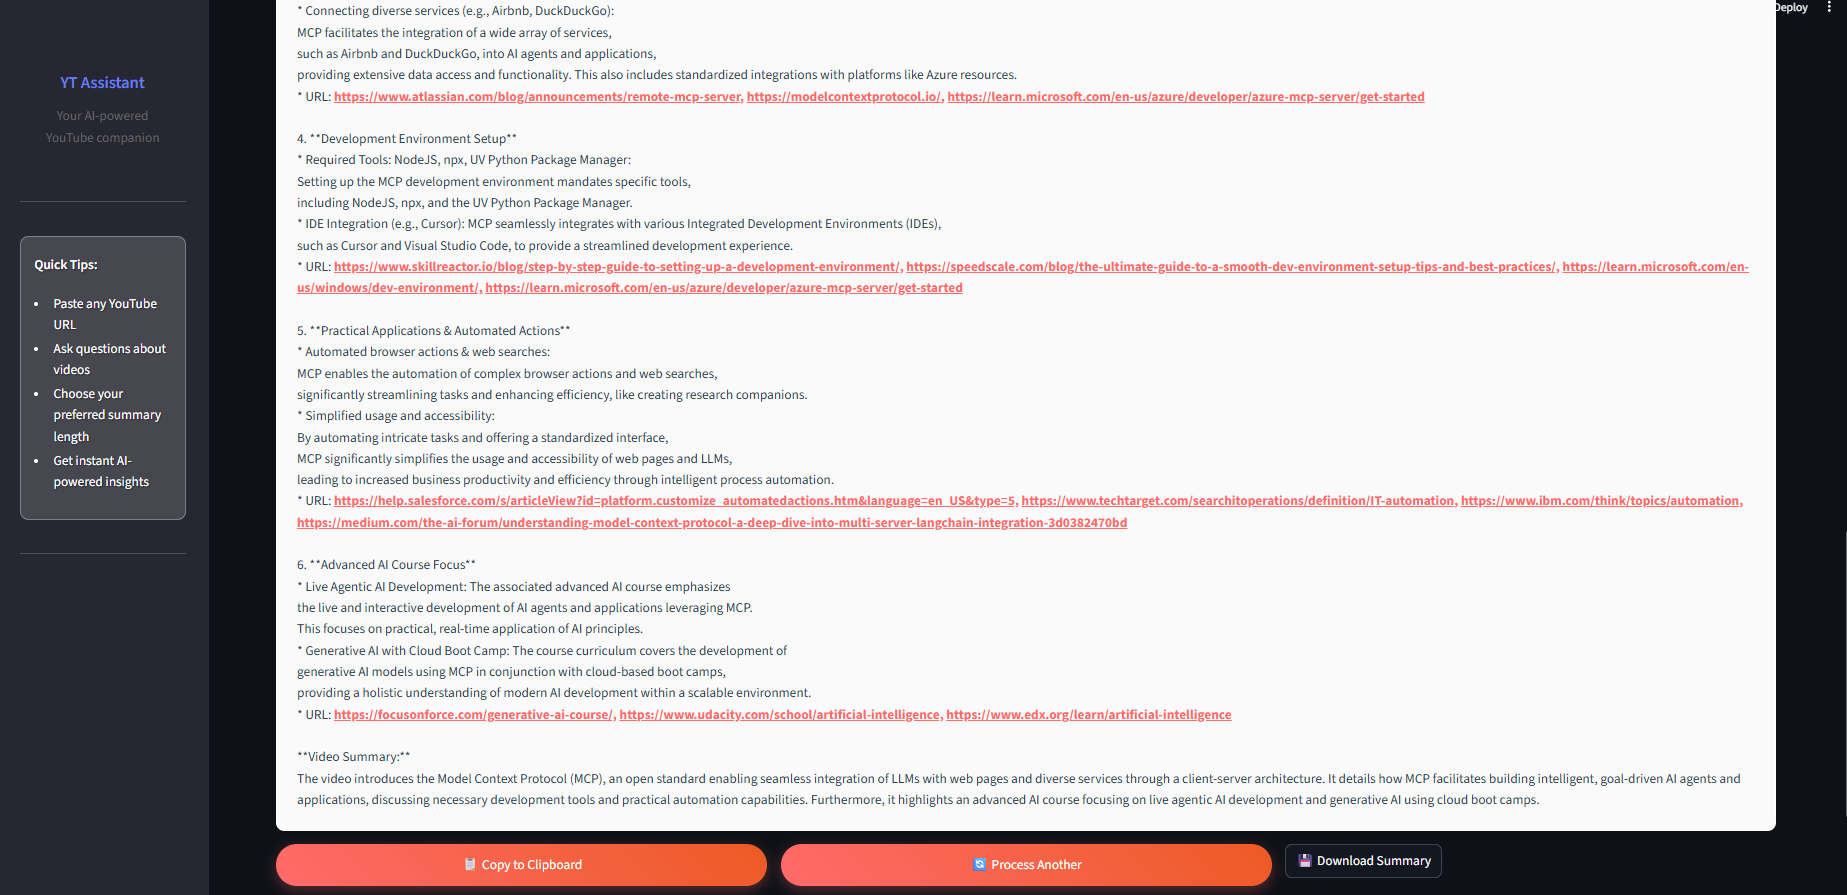 Deploy
YT Assistant
Your AI-powered
YouTube companion
Quick Tips:
• Paste any YouTube
URL
• Ask questions about
videos
• Choose your
preferred summary
length
• Get instant AI-
powered insights
* Connecting diverse services (e.g., Airbnb, DuckDuckGo):
MCP facilitates the integration of a wide array of services,
such as Airbnb and DuckDuckGo, into AI agents and applications,
providing extensive data access and functionality. This also includes standardized integrations with platforms like Azure resources.
* URL: https://www.atlassian.com/blog/announcements/remote-mcp-server, https://modelcontextprotocol.io/, https://learn.microsoft.com/en-us/azure/developer/azure-mcp-server/get-started
4. **Development Environment Setup**
* Required Tools: NodeJS, npx, UV Python Package Manager:
Setting up the MCP development environment mandates specific tools,
including NodeJS, npx, and the UV Python Package Manager.
* IDE Integration (e.g., Cursor): MCP seamlessly integrates with various Integrated Development Environments (IDEs),
such as Cursor and Visual Studio Code, to provide a streamlined development experience.
* URL: https://www.skillreactor.io/blog/step-by-step-guide-to-setting-up-a-development-environment/, https://speedscale.com/blog/the-ultimate-guide-to-a-smooth-dev-environment-setup-tips-and-best-practices/, https://learn.microsoft.com/en-
us/windows/dev-environment/, https://learn.microsoft.com/en-us/azure/developer/azure-mcp-server/get-started
5. **Practical Applications & Automated Actions**
* Automated browser actions & web searches:
MCP enables the automation of complex browser actions and web searches,
significantly streamlining tasks and enhancing efficiency, like creating research companions.
* Simplified usage and accessibility:
By automating intricate tasks and offering a standardized interface,
MCP significantly simplifies the usage and accessibility of web pages and LLMs,
leading to increased business productivity and efficiency through intelligent process automation.
* URL: https://help.salesforce.com/s/articleView?id=platform.customize_automatedactions.htm&language=en_US&type=5, https://www.techtarget.com/searchitoperations/definition/IT-automation, https://www.ibm.com/think/topics/automation,
https://medium.com/the-ai-forum/understanding-model-context-protocol-a-deep-dive-into-multi-server-langchain-integration-3d0382470bd
6. **Advanced AI Course Focus**
* Live Agentic AI Development: The associated advanced AI course emphasizes
the live and interactive development of AI agents and applications leveraging MCP.
This focuses on practical, real-time application of AI principles.
* Generative AI with Cloud Boot Camp: The course curriculum covers the development of
generative AI models using MCP in conjunction with cloud-based boot camps,
providing a holistic understanding of modern AI development within a scalable environment.
* URL: https://focusonforce.com/generative-ai-course/, https://www.udacity.com/school/artificial-intelligence, https://www.edx.org/learn/artificial-intelligence
**Video Summary:**
The video introduces the Model Context Protocol (MCP), an open standard enabling seamless integration of LLMs with web pages and diverse services through a client-server architecture. It details how MCP facilitates building intelligent, goal-driven AI agents and
applications, discussing necessary development tools and practical automation capabilities. Furthermore, it highlights an advanced AI course focusing on live agentic AI development and generative AI using cloud boot camps.
Copy to Clipboard
Process Another
Download Summary